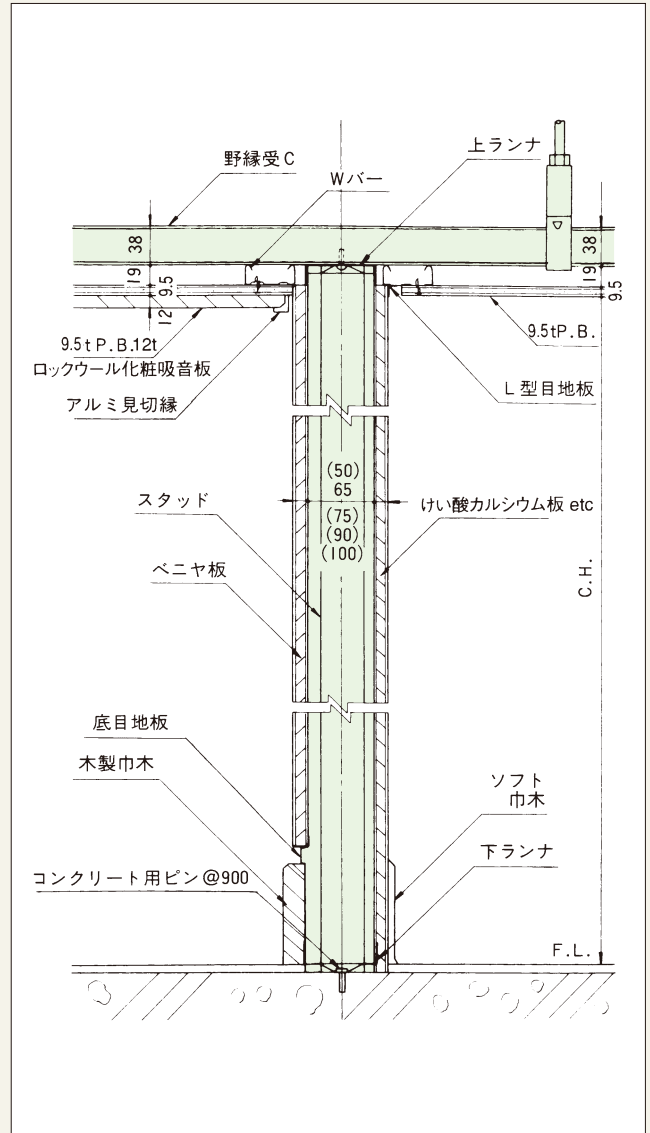 上ランナ
野縁受C
Wバー
38
19
9.5
12
38
19
9.5
9.5t P.B.12t
ロックウール化粧吸音板
9.5t P.B.
アルミ見切縁
L型目地板
(50)
65
(75)
(90)
(100)
スタッド
けい酸カルシウム板 etc
ベニヤ板
C.H.
底目地板
木製巾木
ソフト
巾木
下ランナ
コンクリート用ピン@900
F.L.